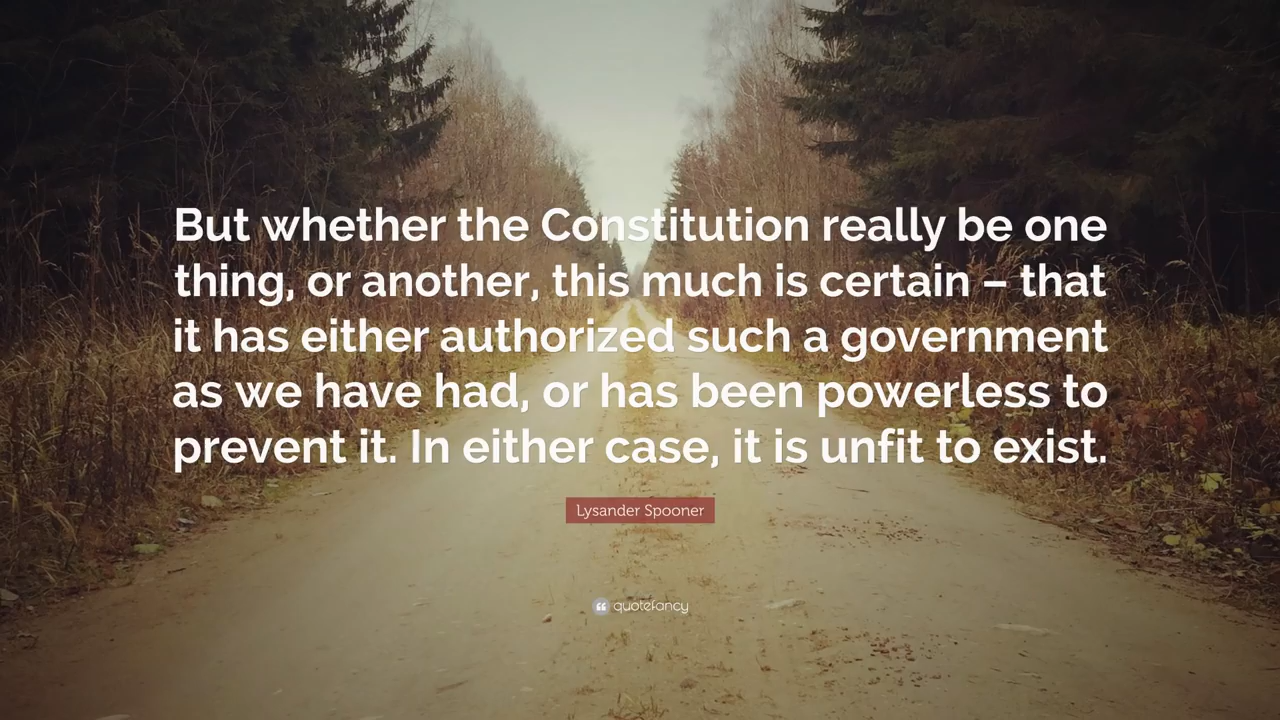 But whether the Constitution really be one
thing, or another, this much is certain – that
it has either authorized such a government
as we have had, or has been powerless to
prevent it. In either case, it is unfit to exist.
Lysander Spooner
quotefancy